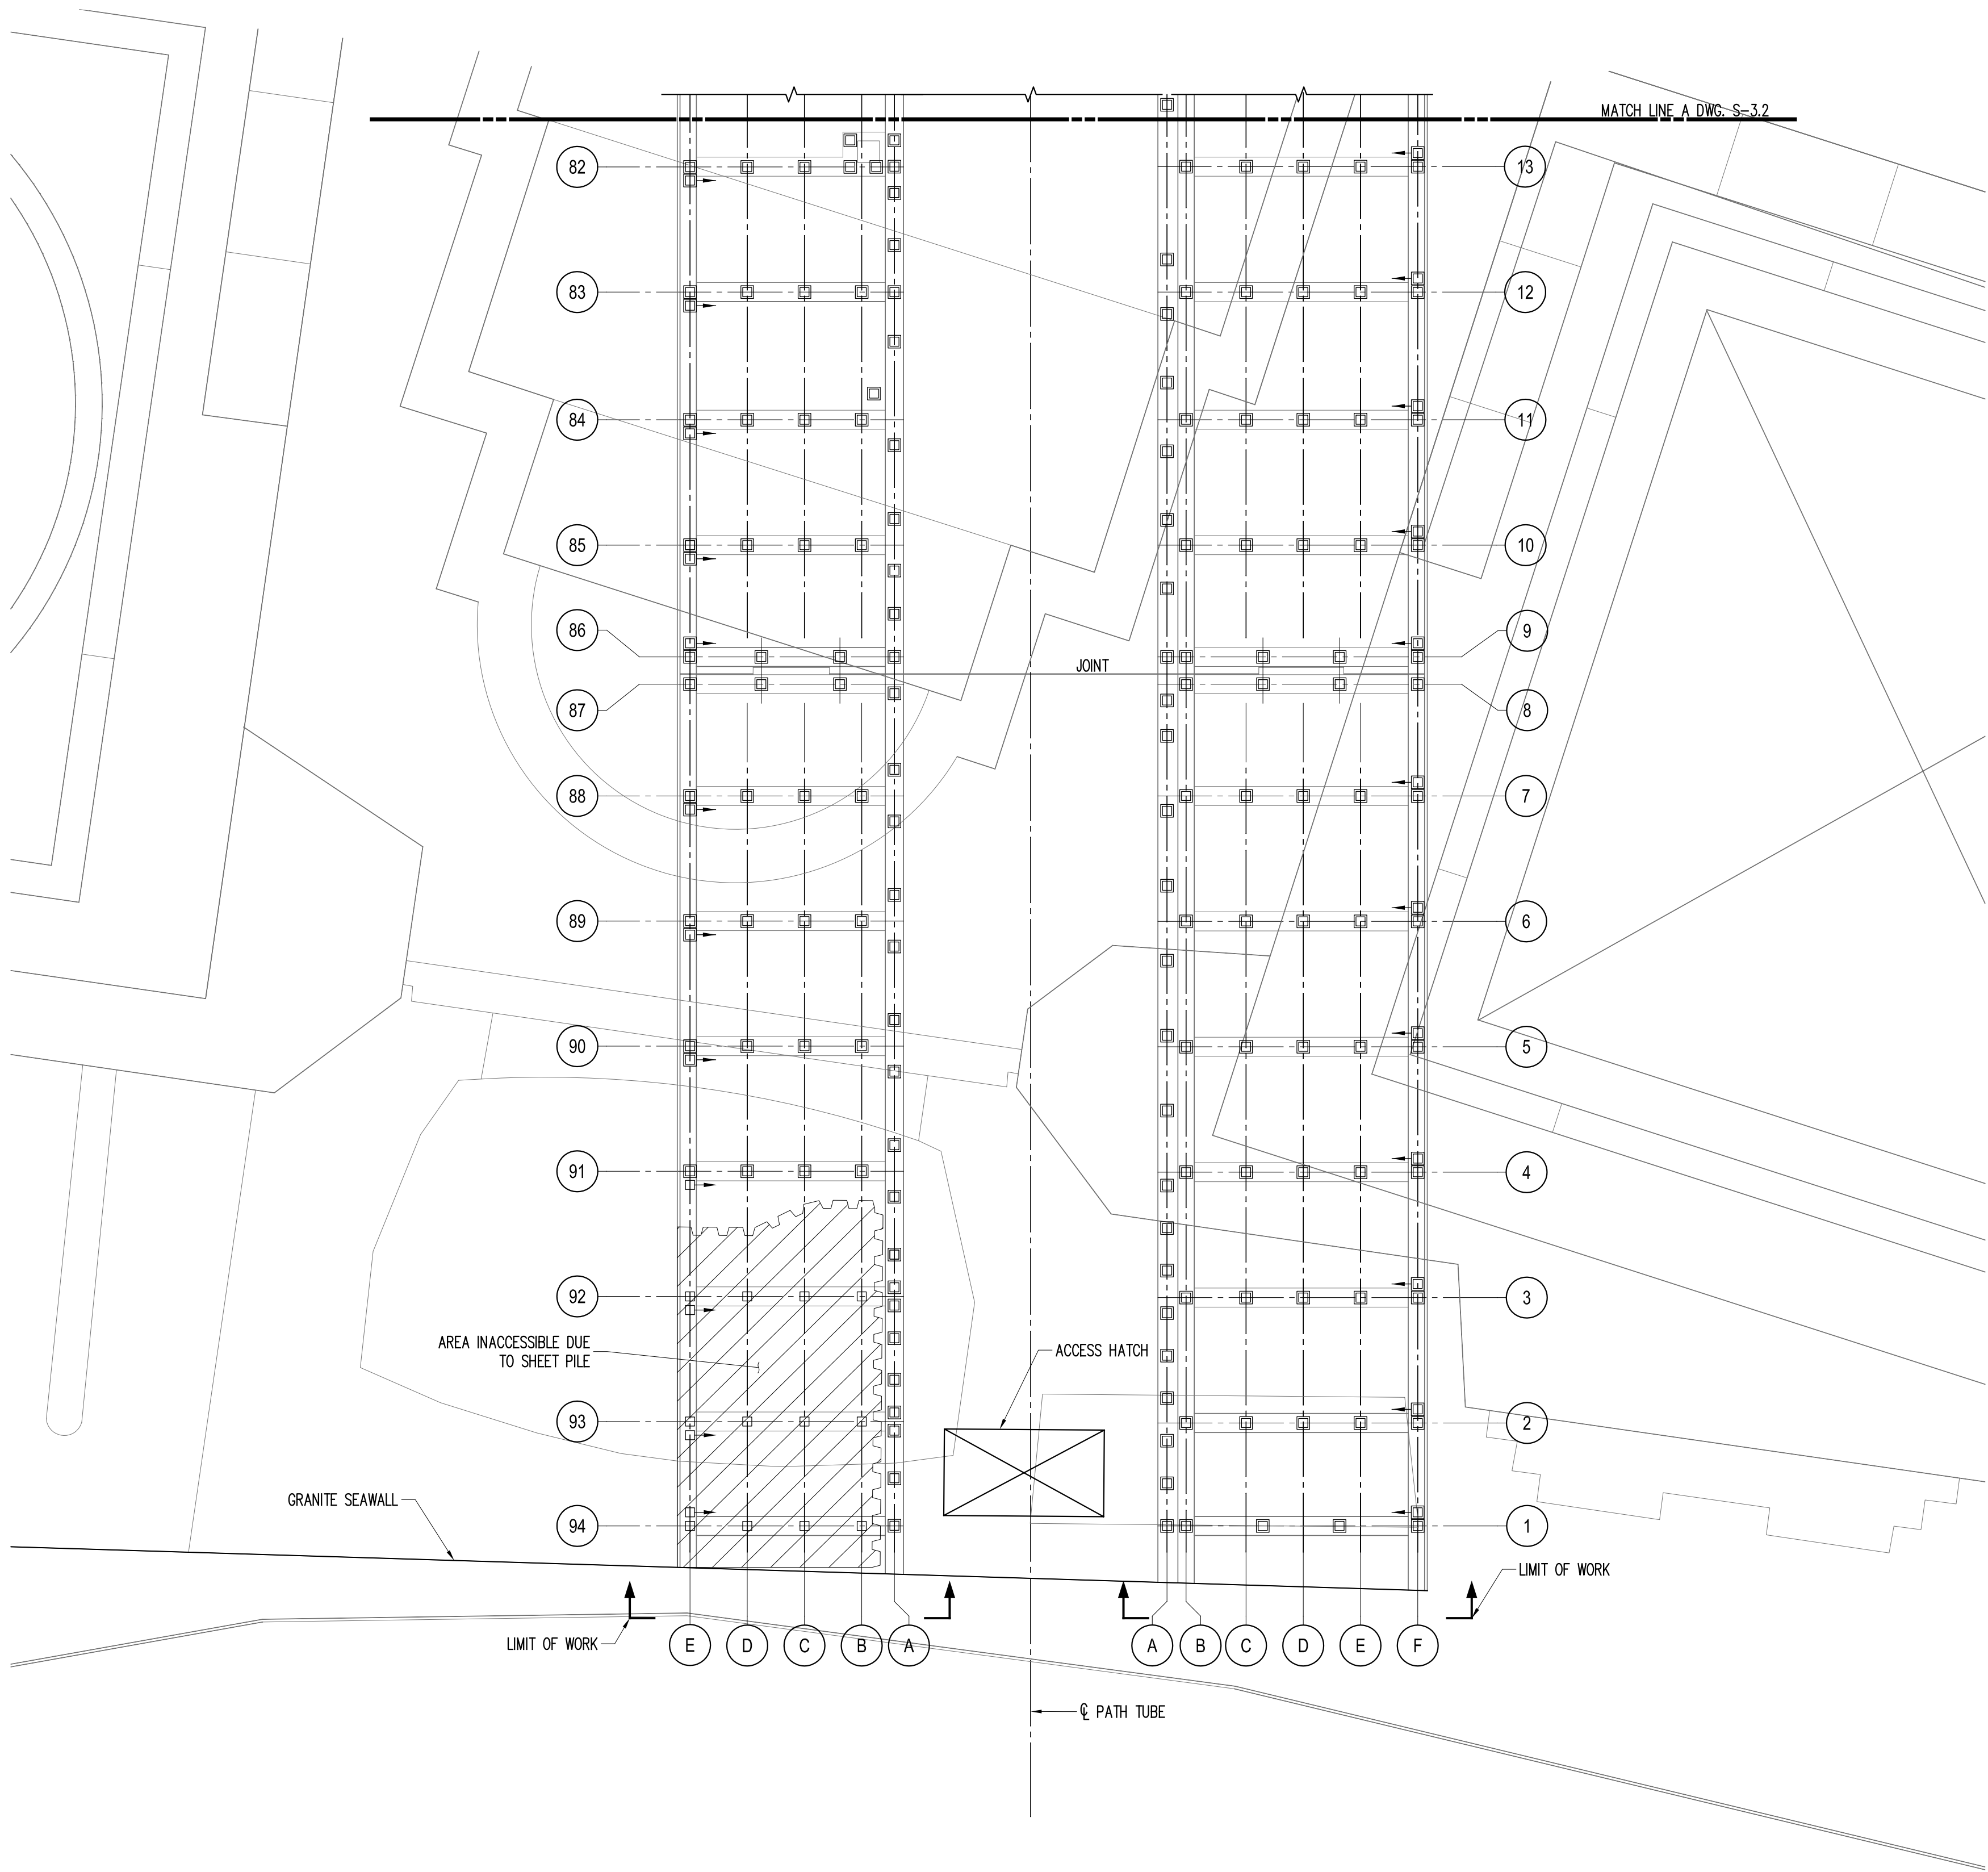 MATCH LINE A DWG. S-3.2
82
13
83
12
84
11
85
10
86
9
JOINT
87
8
88
7
89
6
90
5
91
4
92
3
AREA INACCESSIBLE DUE
TO SHEET PILE
ACCESS HATCH
93
2
GRANITE SEAWALL
94
1
LIMIT OF WORK
LIMIT OF WORK
E
D
C
B
A
A
B
C
D
E
F
℄ PATH TUBE